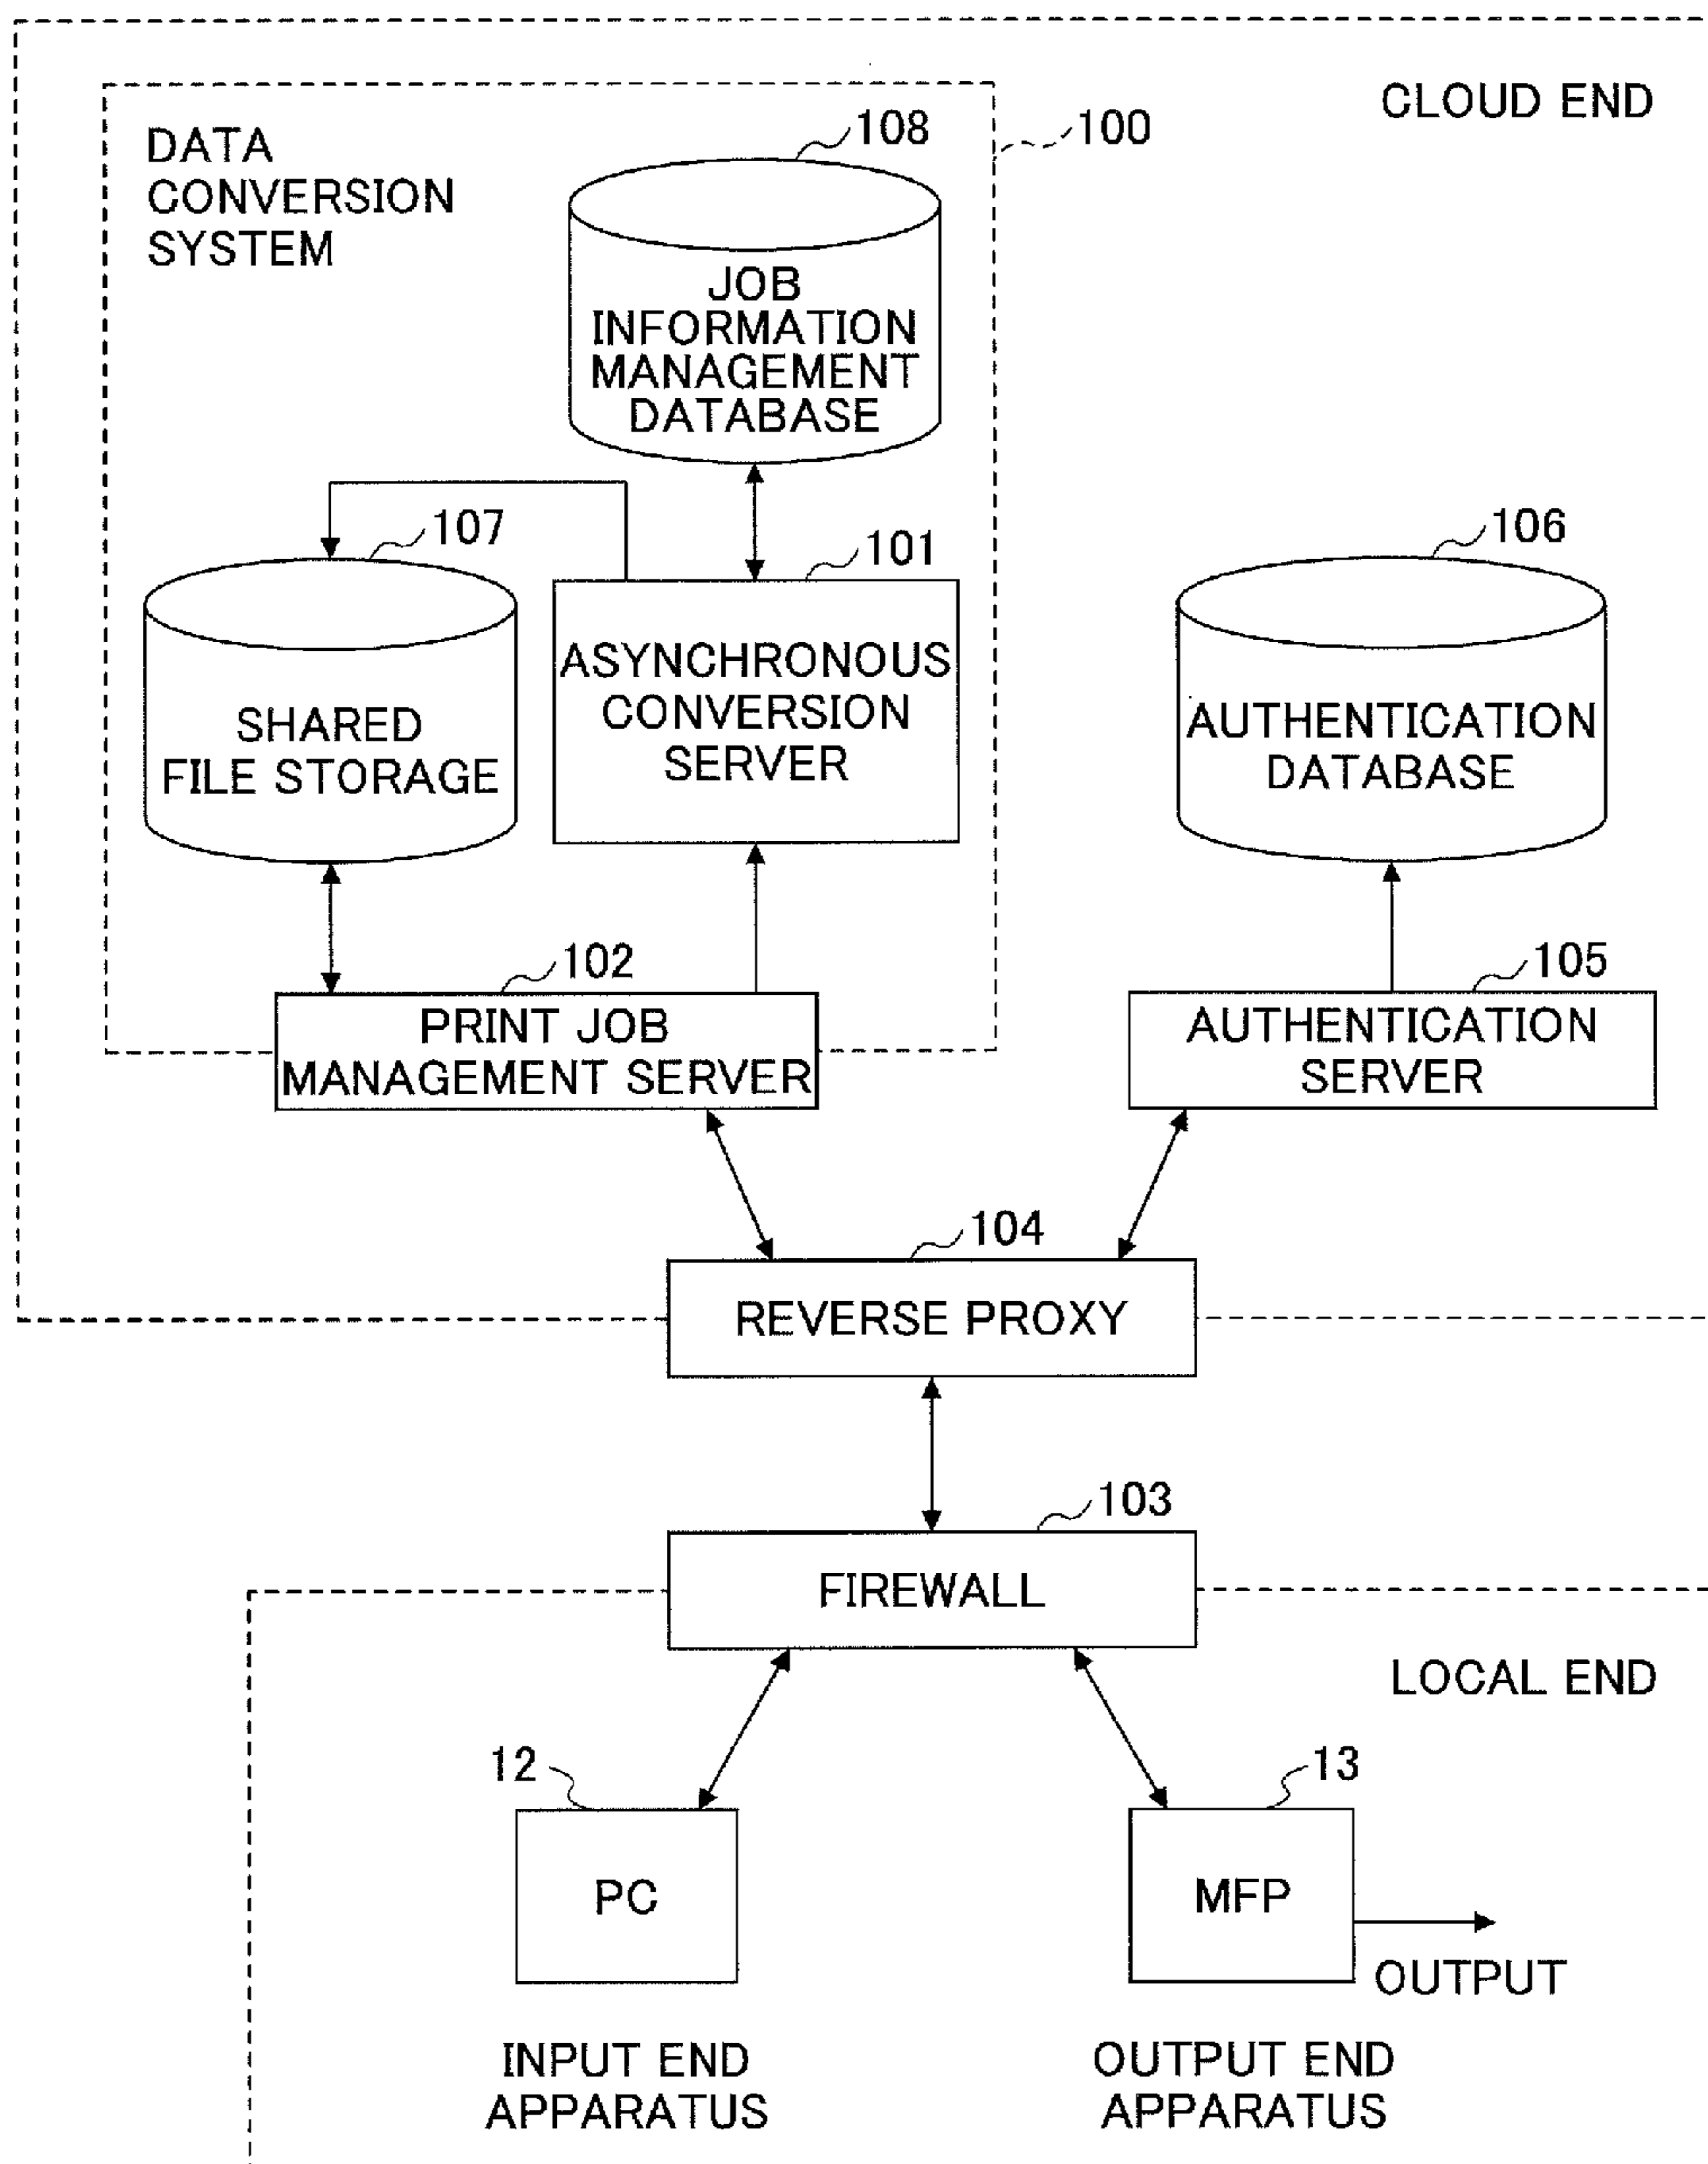 CLOUD END
DATA
CONVERSION
SYSTEM
100
108
JOB
INFORMATION
MANAGEMENT
DATABASE
107
SHARED
FILE STORAGE
101
ASYNCHRONOUS
CONVERSION
SERVER
106
AUTHENTICATION
DATABASE
102
PRINT JOB
MANAGEMENT SERVER
105
AUTHENTICATION
SERVER
104
REVERSE PROXY
103
FIREWALL
LOCAL END
12
PC
13
MFP
OUTPUT
INPUT END
APPARATUS
OUTPUT END
APPARATUS